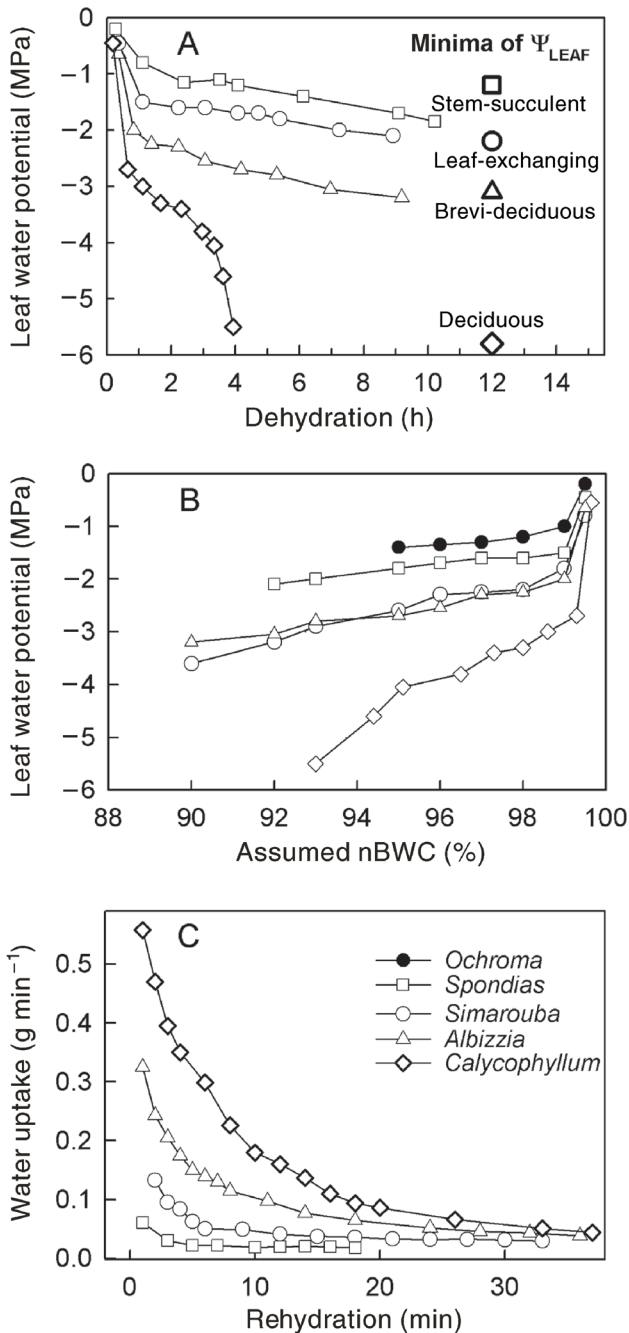 A
Minima of Ψ LEAF
Stem-succulent
Leaf-exchanging
Brevi-deciduous
Deciduous
0
−1
−2
−3
−4
−5
−6
Leaf water potential (MPa)
0 2 4 6 8 10 12 14
Dehydration (h)
B
0
−1
−2
−3
−4
−5
−6
Leaf water potential (MPa)
88 90 92 94 96 98 100
Assumed nBWC (%)
C
Ochroma
Spondias
Simarouba
Albizzia
Calycophyllum
0.5
0.4
0.3
0.2
0.1
0.0
Water uptake (g min⁻¹)
0 10 20 30
Rehydration (min)